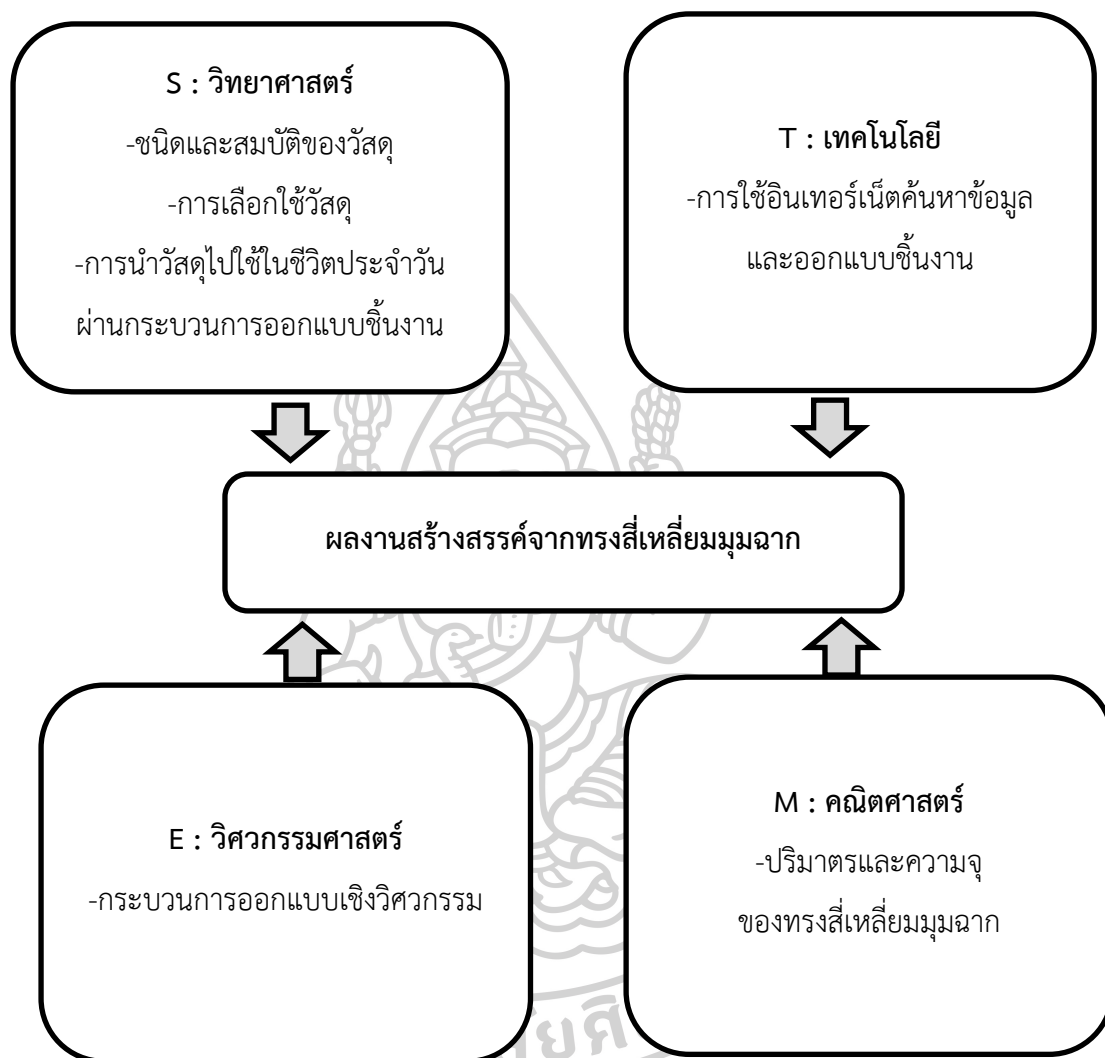 S : วิทยาศาสตร์
-ชนิดและสมบัติของวัสดุ
-การเลือกใช้วัสดุ
-การนำวัสดุไปใช้ในชีวิตประจำวัน
ผ่านกระบวนการออกแบบชิ้นงาน
T : เทคโนโลยี
-การใช้อินเทอร์เน็ตค้นหาข้อมูล
และออกแบบชิ้นงาน
ผลงานสร้างสรรค์จากทรงสี่เหลี่ยมมุมฉาก
E : วิศวกรรมศาสตร์
-กระบวนการออกแบบเชิงวิศวกรรม
M : คณิตศาสตร์
-ปริมาตรและความจุ
ของทรงสี่เหลี่ยมมุมฉาก